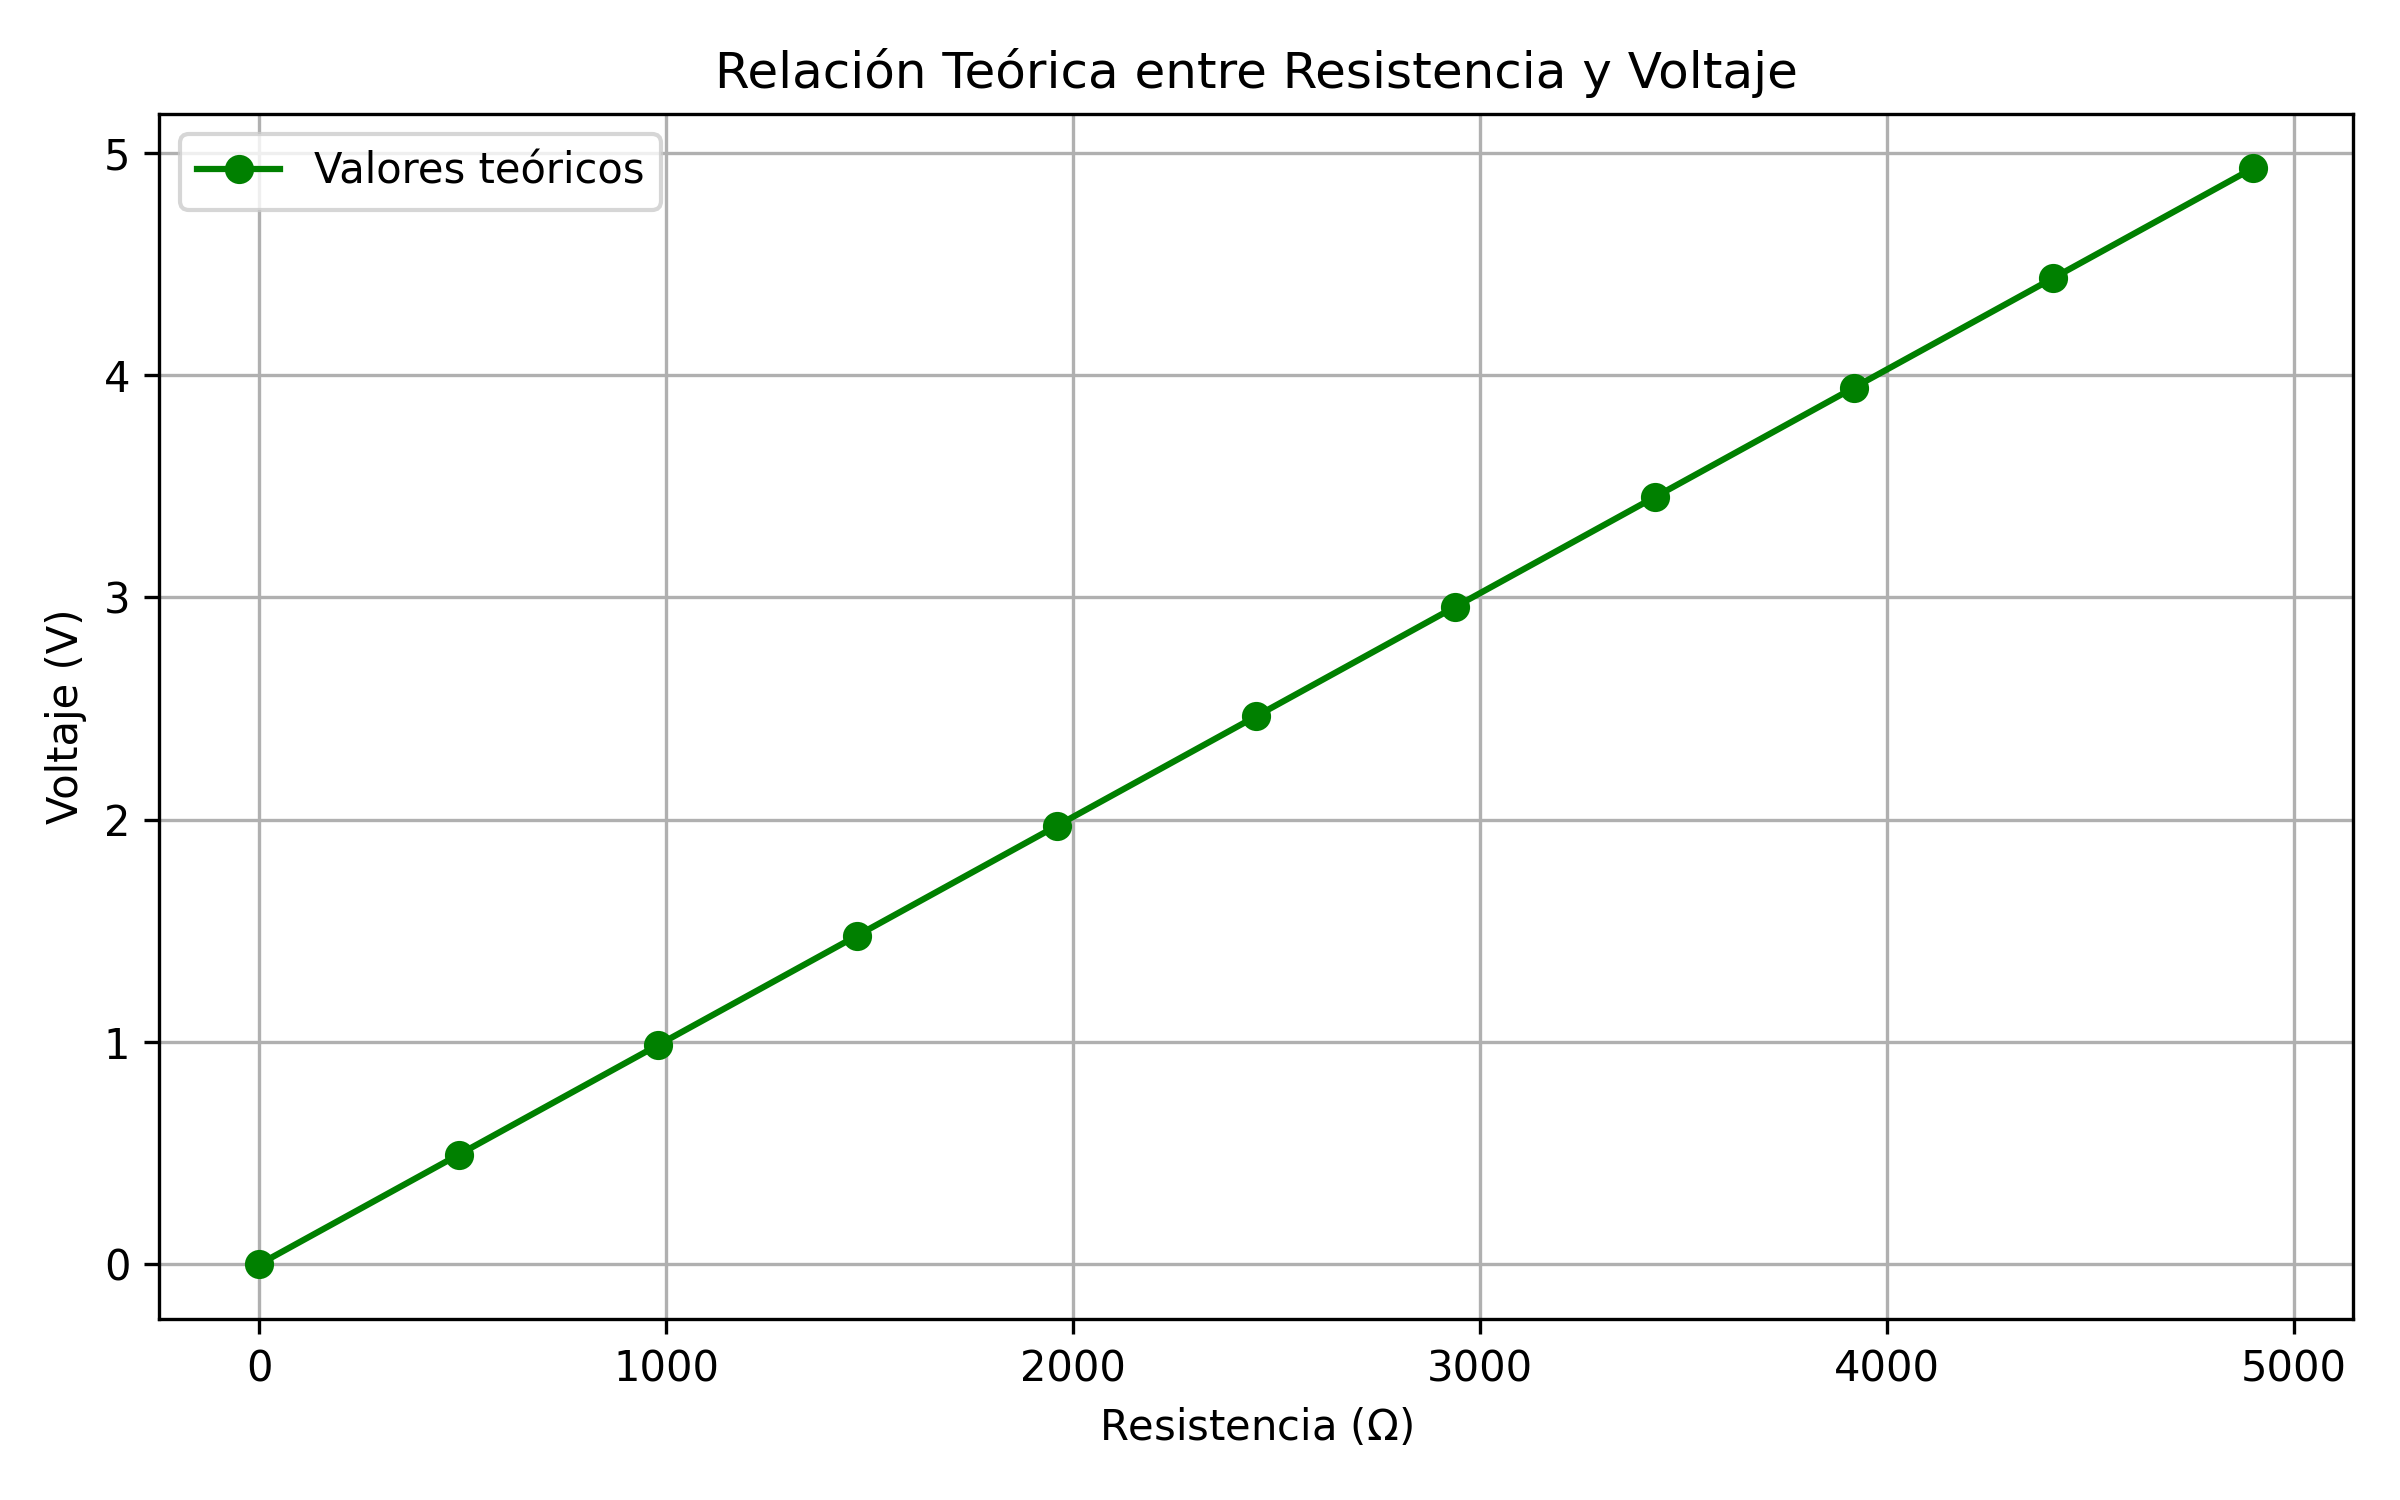 Relación Teórica entre Resistencia y Voltaje
Valores teóricos
5
4
3
2
1
0
Voltaje (V)
0 1000 2000 3000 4000 5000
Resistencia (Ω)